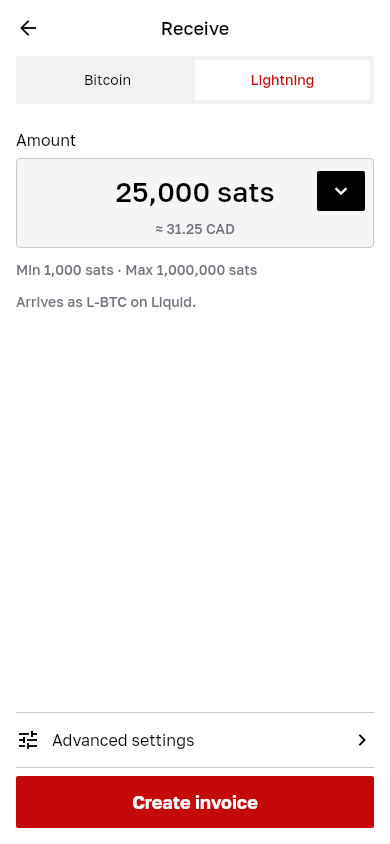 Receive
Bitcoin
Lightning
Amount
25,000 sats
≈ 31.25 CAD
Min 1,000 sats · Max 1,000,000 sats
Arrives as L-BTC on Liquid.
Advanced settings
Create invoice